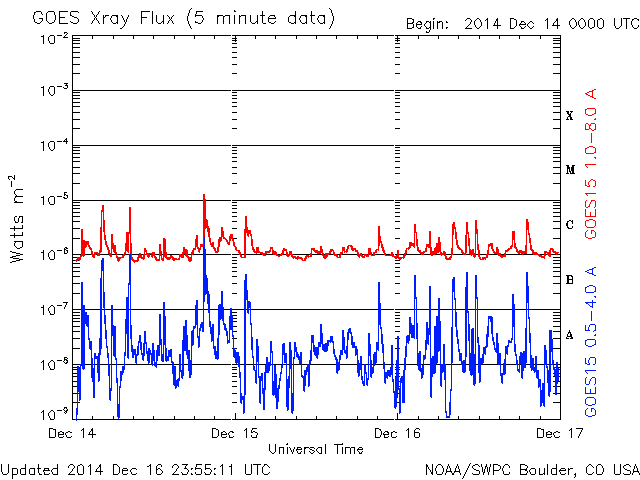 GOES Xray Flux (5 minute data)
Begin: 2014 Dec 14 0000 UTC
10⁻²
10⁻³
10⁻⁴
10⁻⁵
10⁻⁶
10⁻⁷
10⁻⁸
10⁻⁹
Watts m⁻²
X
M
C
B
A
GOES15 1.0-8.0 A
GOES15 0.5-4.0 A
Dec 14
Dec 15
Dec 16
Dec 17
Universal Time
Updated 2014 Dec 16 23:55:11 UTC
NOAA/SWPC Boulder, CO USA